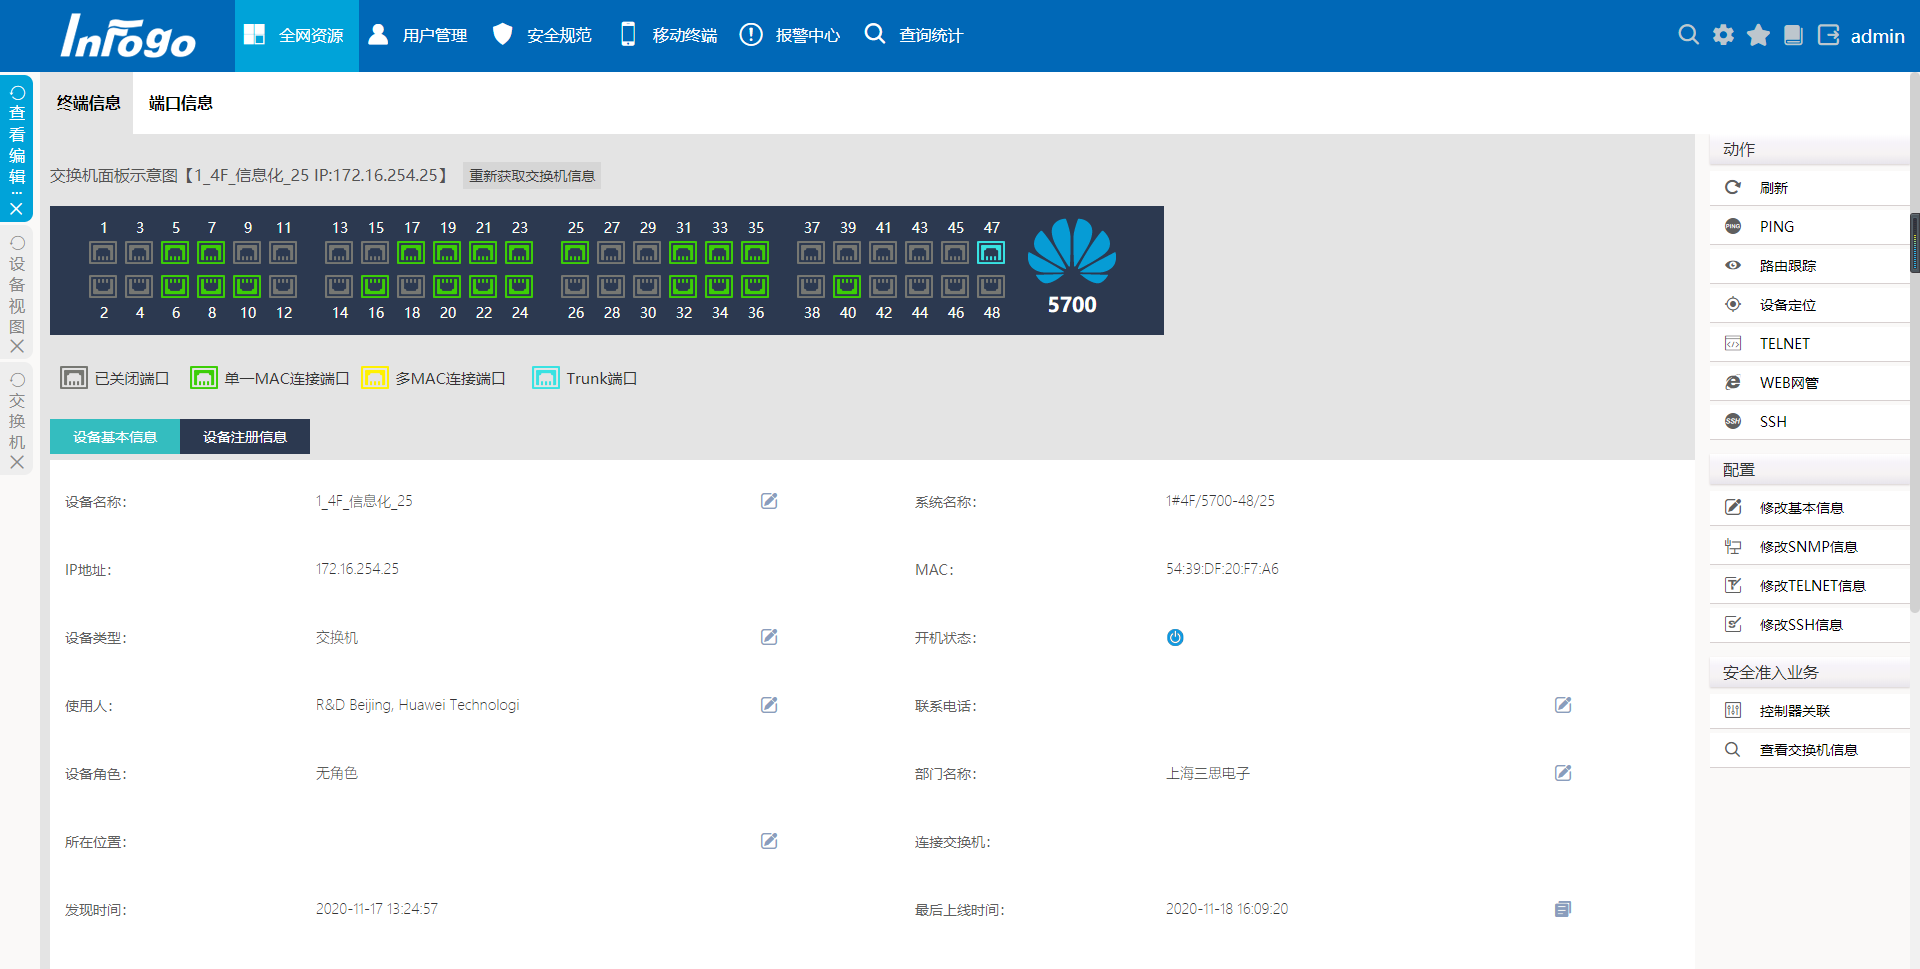 Infogo
全网资源
用户管理
安全规范
移动终端
报警中心
查询统计
admin
查看编辑...
设备视图
交换机
终端信息
端口信息
交换机面板示意图【1_4F_信息化_25 IP:172.16.254.25】
重新获取交换机信息
1 3 5 7 9 11 13 15 17 19 21 23 25 27 29 31 33 35 37 39 41 43 45 47
2 4 6 8 10 12 14 16 18 20 22 24 26 28 30 32 34 36 38 40 42 44 46 48
5700
已关闭端口
单一MAC连接端口
多MAC连接端口
Trunk端口
设备基本信息
设备注册信息
设备名称: 1_4F_信息化_25
系统名称: 1#4F/5700-48/25
IP地址: 172.16.254.25
MAC: 54:39:DF:20:F7:A6
设备类型: 交换机
开机状态:
使用人: R&D Beijing, Huawei Technologi
联系电话:
设备角色: 无角色
部门名称: 上海三思电子
所在位置:
连接交换机:
发现时间: 2020-11-17 13:24:57
最后上线时间: 2020-11-18 16:09:20
动作
刷新
PING PING
路由跟踪
设备定位
TELNET
WEB网管
SSH SSH
配置
修改基本信息
修改SNMP信息
修改TELNET信息
修改SSH信息
安全准入业务
控制器关联
查看交换机信息